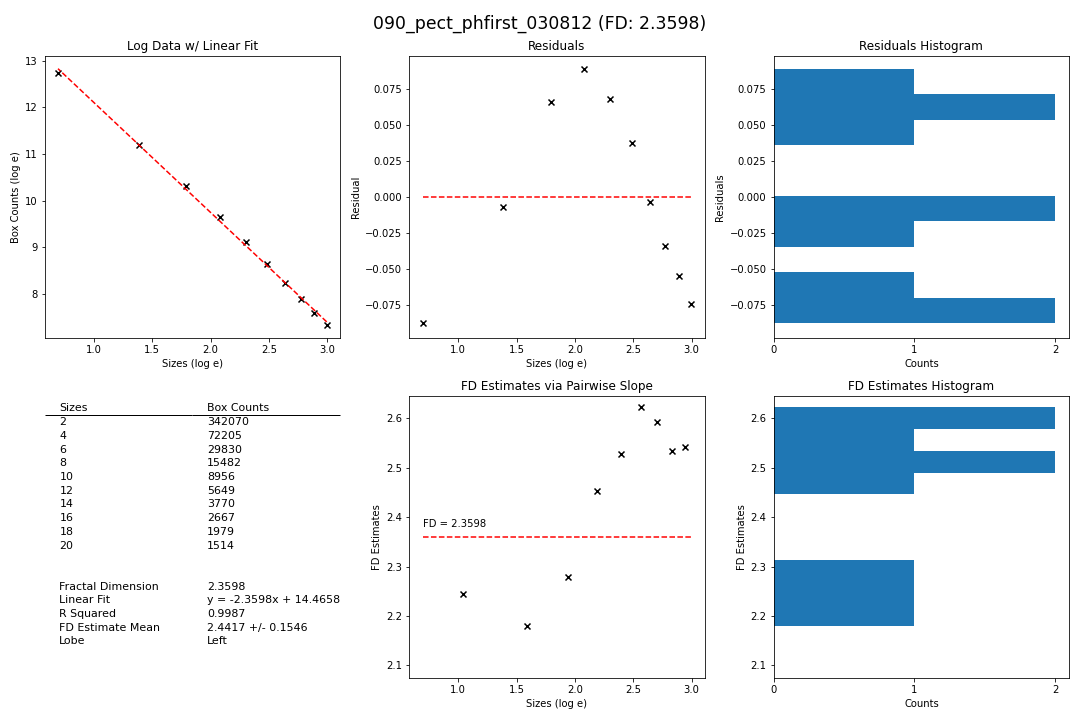 090_pect_phfirst_030812 (FD: 2.3598)
Log Data w/ Linear Fit
13
12
11
10
9
8
Box Counts (log e)
1.0 1.5 2.0 2.5 3.0
Sizes (log e)
Residuals
0.075
0.050
0.025
0.000
−0.025
−0.050
−0.075
Residual
1.0 1.5 2.0 2.5 3.0
Sizes (log e)
Residuals Histogram
0.075
0.050
0.025
0.000
−0.025
−0.050
−0.075
Residuals
0 1 2
Counts
Sizes Box Counts
2 342070
4 72205
6 29830
8 15482
10 8956
12 5649
14 3770
16 2667
18 1979
20 1514
Fractal Dimension 2.3598
Linear Fit y = -2.3598x + 14.4658
R Squared 0.9987
FD Estimate Mean 2.4417 +/- 0.1546
Lobe Left
FD Estimates via Pairwise Slope
2.6
2.5
2.4
2.3
2.2
2.1
FD Estimates
FD = 2.3598
1.0 1.5 2.0 2.5 3.0
Sizes (log e)
FD Estimates Histogram
2.6
2.5
2.4
2.3
2.2
2.1
FD Estimates
0 1 2
Counts